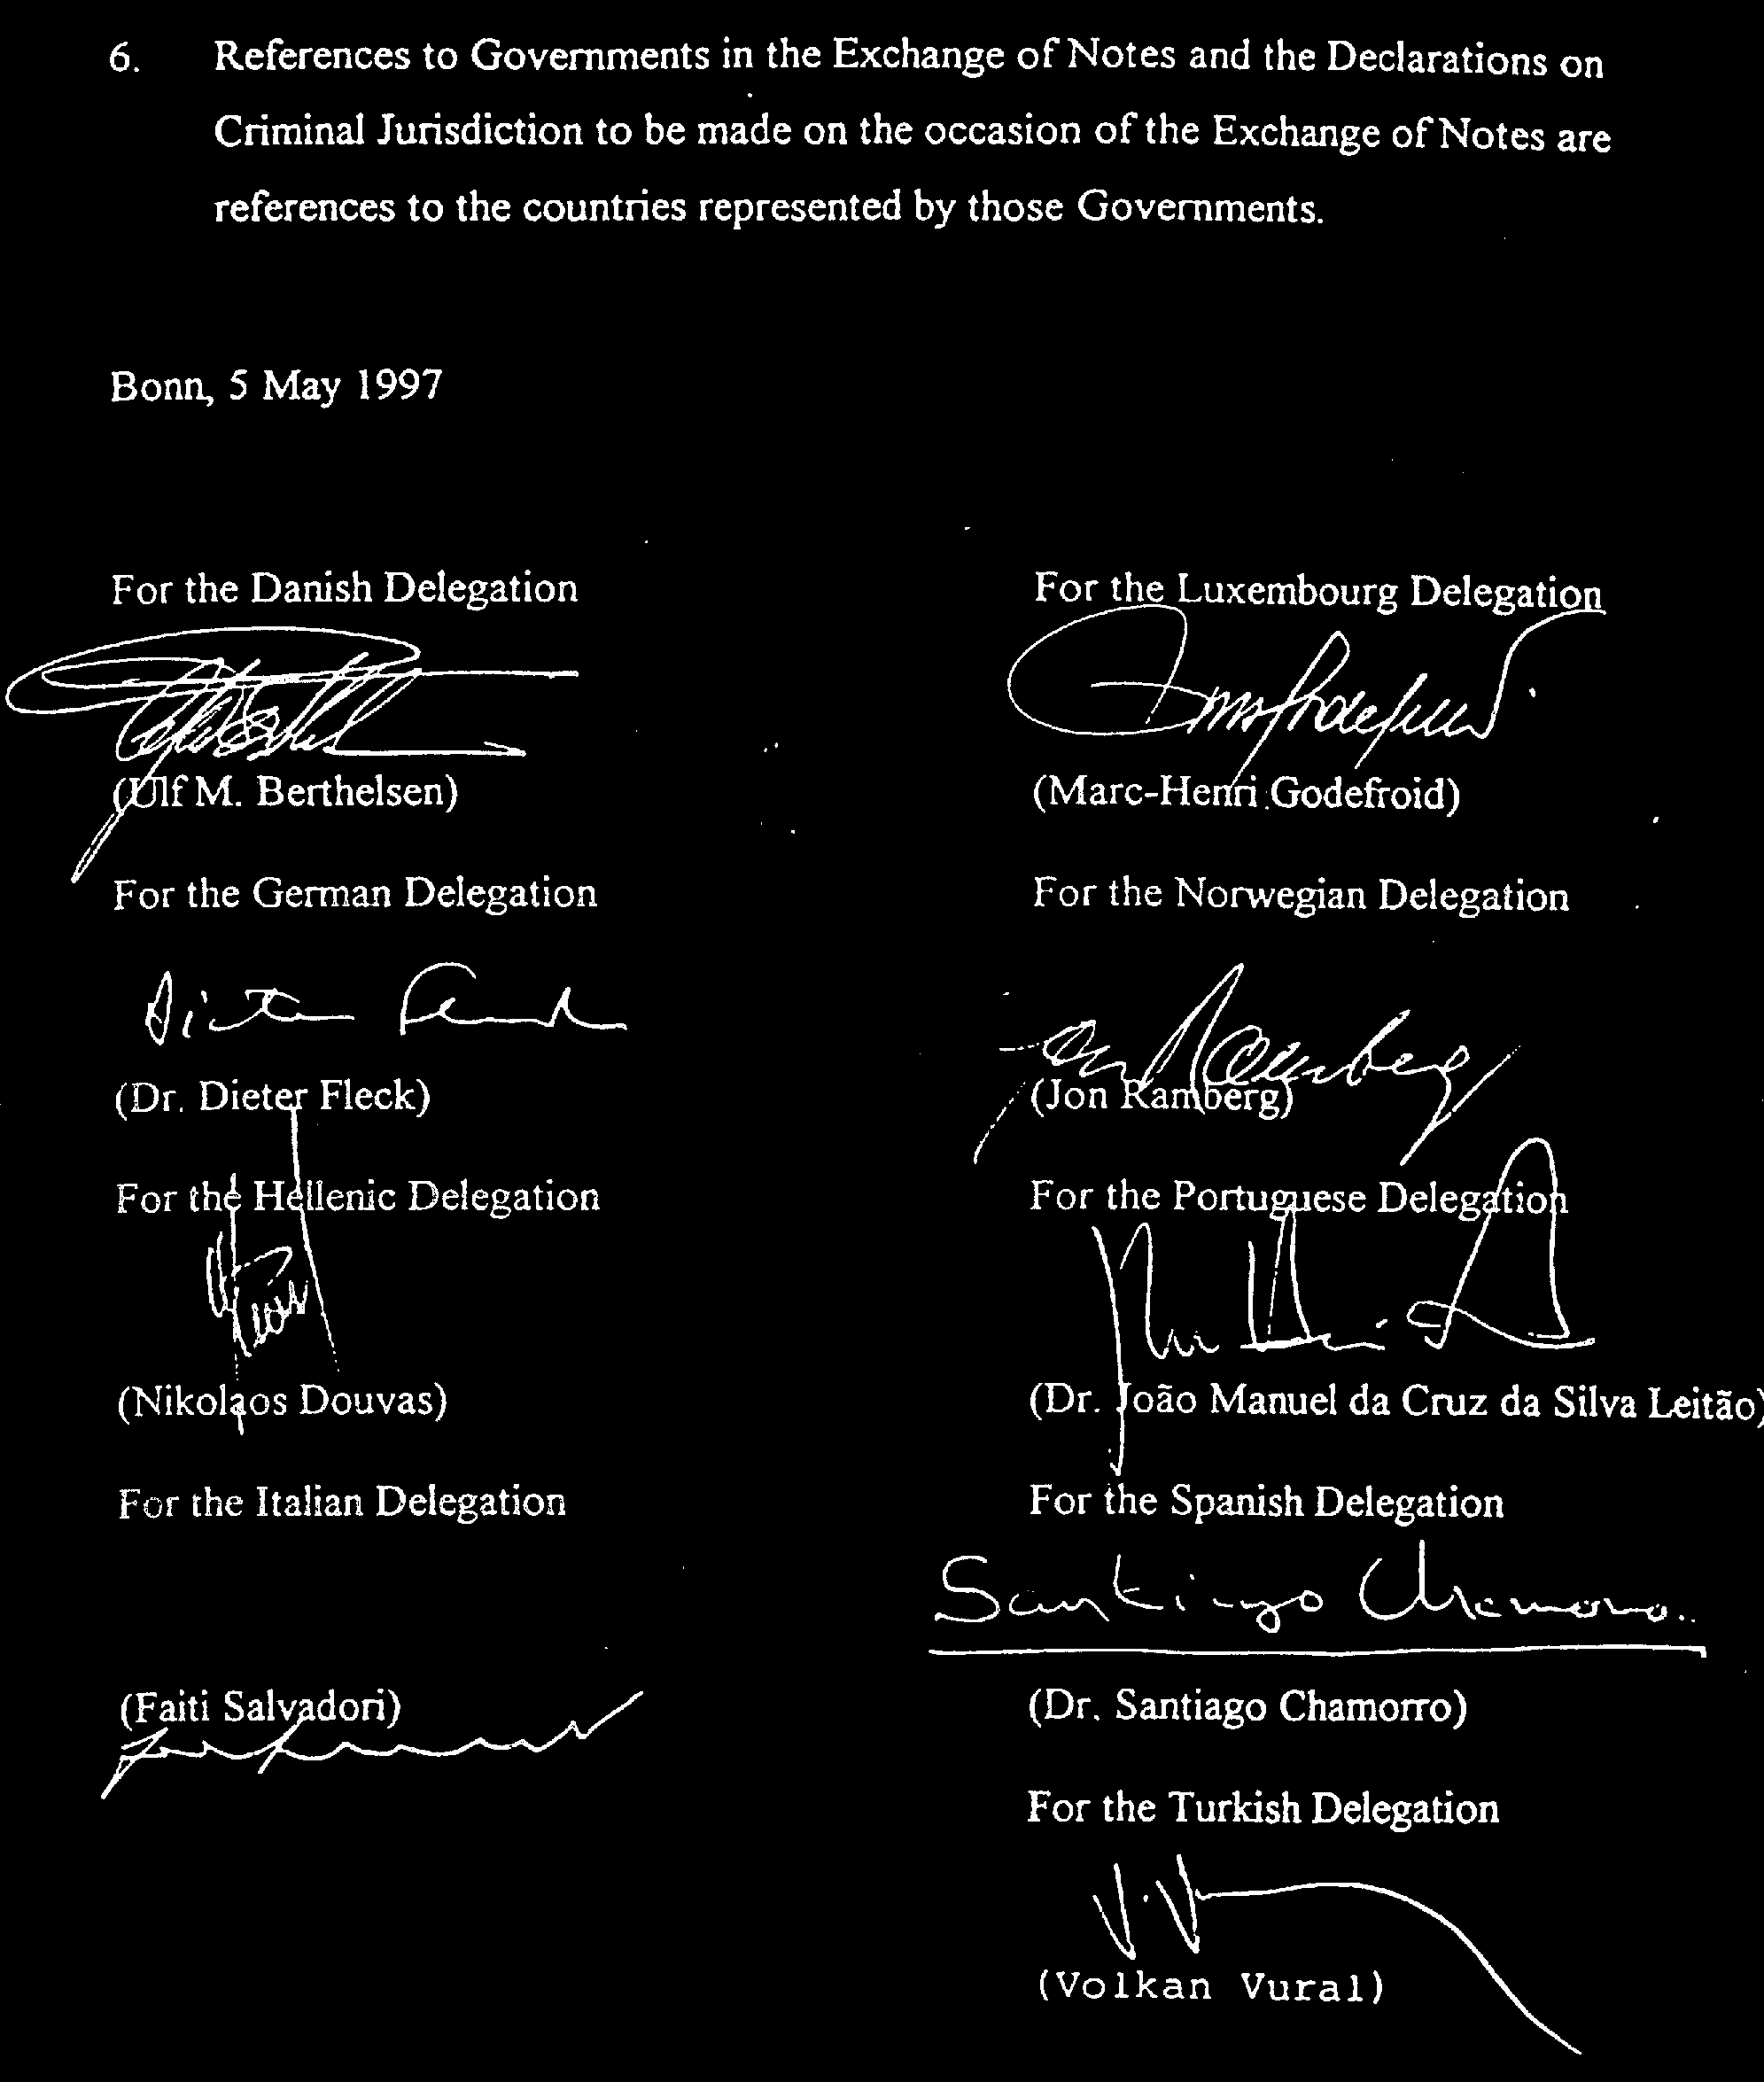 6. References to Governments in the Exchange of Notes and the Declarations on
Criminal Jurisdiction to be made on the occasion of the Exchange of Notes are
references to the countries represented by those Governments.
Bonn, 5 May 1997
For the Danish Delegation
(Ulf M. Berthelsen)
For the German Delegation
Dieter Fleck
(Dr. Dieter Fleck)
For the Hellenic Delegation
(Nikolaos Douvas)
For the Italian Delegation
(Faiti Salvadori)
For the Luxembourg Delegation
(Marc-Henri Godefroid)
For the Norwegian Delegation
Jon Ramberg
(Jon Ramberg)
For the Portuguese Delegation
(Dr. João Manuel da Cruz da Silva Leitão)
For the Spanish Delegation
Santiago Chamorro
(Dr. Santiago Chamorro)
For the Turkish Delegation
(Volkan Vural)